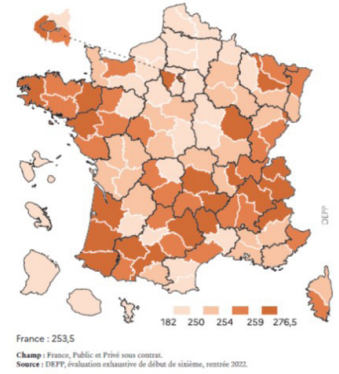 DEPP
182 250 254 259 276,5
France : 253,5
Champ : France, Public et Privé sous contrat.
Source : DEPP, évaluation exhaustive de début de sixième, rentrée 2022.